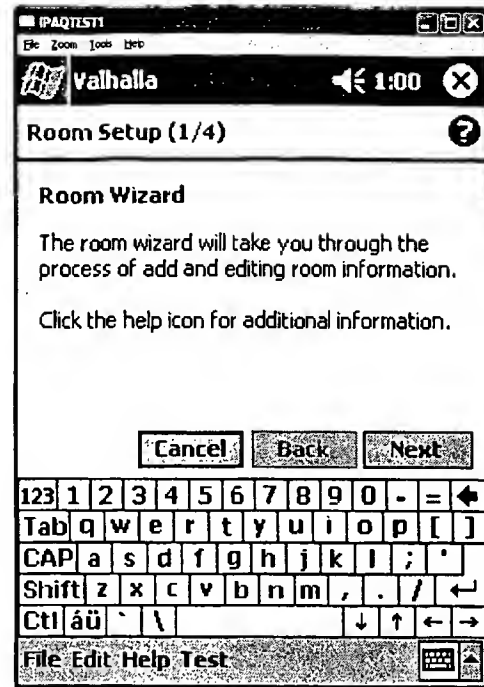 IPAQTEST1
File Zoom Tools Help
Valhalla 1:00
Room Setup (1/4) ?
Room Wizard
The room wizard will take you through the
process of add and editing room information.
Click the help icon for additional information.
Cancel Back Next
123 1 2 3 4 5 6 7 8 9 0 - =
Tab q w e r t y u i o p [ ]
CAP a s d f g h j k l ; '
Shift z x c v b n m , . /
Ctl áü ` \
File Edit Help Test